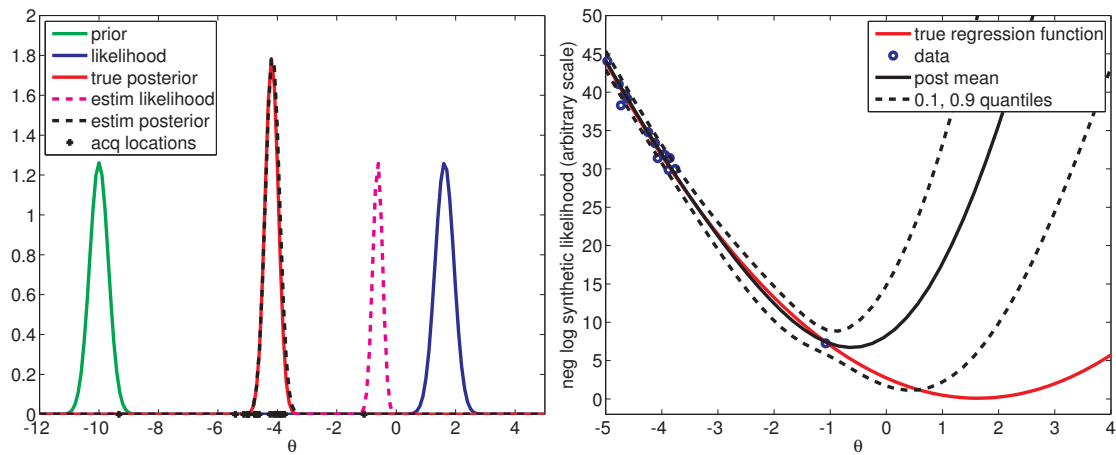 2
1.8
1.6
1.4
1.2
1
0.8
0.6
0.4
0.2
0
-12 -10 -8 -6 -4 -2 0 2 4
θ
prior
likelihood
true posterior
estim likelihood
estim posterior
acq locations
neg log synthetic likelihood (arbitrary scale)
50
45
40
35
30
25
20
15
10
5
0
-5 -4 -3 -2 -1 0 1 2 3 4
θ
true regression function
data
post mean
0.1, 0.9 quantiles